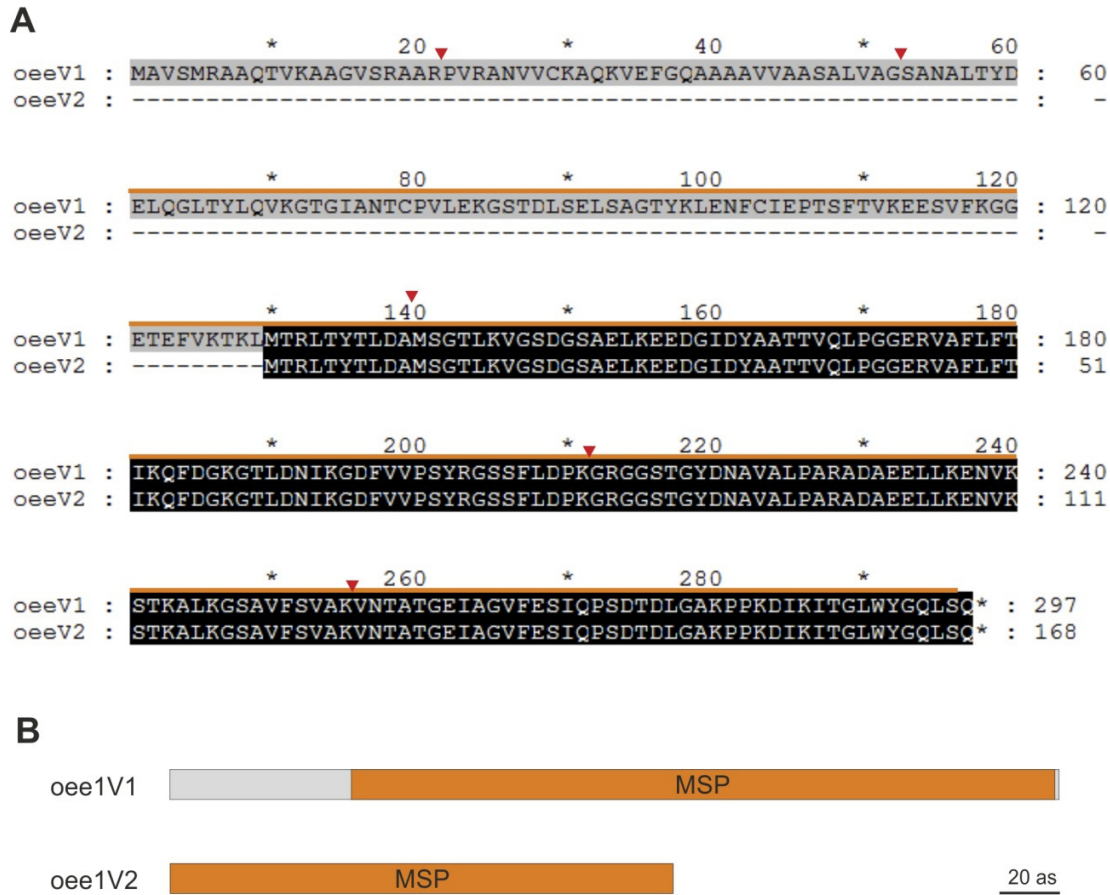 A
* 20 * 40 * 60
oeeV1 : MAVSMRAAQTVKAAGVSRAARPVRANVVCKAQKVEFGQAAAAVVAASALVAGSANALTYD : 60
oeeV2 : ------------------------------------------------------------ : -
* 80 * 100 * 120
oeeV1 : ELQGLTYLQVKGTGIANTCPVLEKGSTDLSELSAGTYKLENFCIEPTSFTVKEESVFKGG : 120
oeeV2 : ------------------------------------------------------------ : -
* 140 * 160 * 180
oeeV1 : ETEFVKTKLMTRLTYTLDAMSGTLKVGSDGSAELKEEDGIDYAATTVQLPGGERVAFLFT : 180
oeeV2 : ---------MTRLTYTLDAMSGTLKVGSDGSAELKEEDGIDYAATTVQLPGGERVAFLFT : 51
* 200 * 220 * 240
oeeV1 : IKQFDGKGTLDNIKGDFVVPSYRGSSFLDPKGRGGSTGYDNAVALPARADAEELLKENVK : 240
oeeV2 : IKQFDGKGTLDNIKGDFVVPSYRGSSFLDPKGRGGSTGYDNAVALPARADAEELLKENVK : 111
* 260 * 280 *
oeeV1 : STKALKGSAVFSVAKVNTATGEIAGVFESIQPSDTDLGAKPPKDIKITGLWYGQLSQ* : 297
oeeV2 : STKALKGSAVFSVAKVNTATGEIAGVFESIQPSDTDLGAKPPKDIKITGLWYGQLSQ* : 168
B
oee1V1 MSP
oee1V2 MSP
20 as